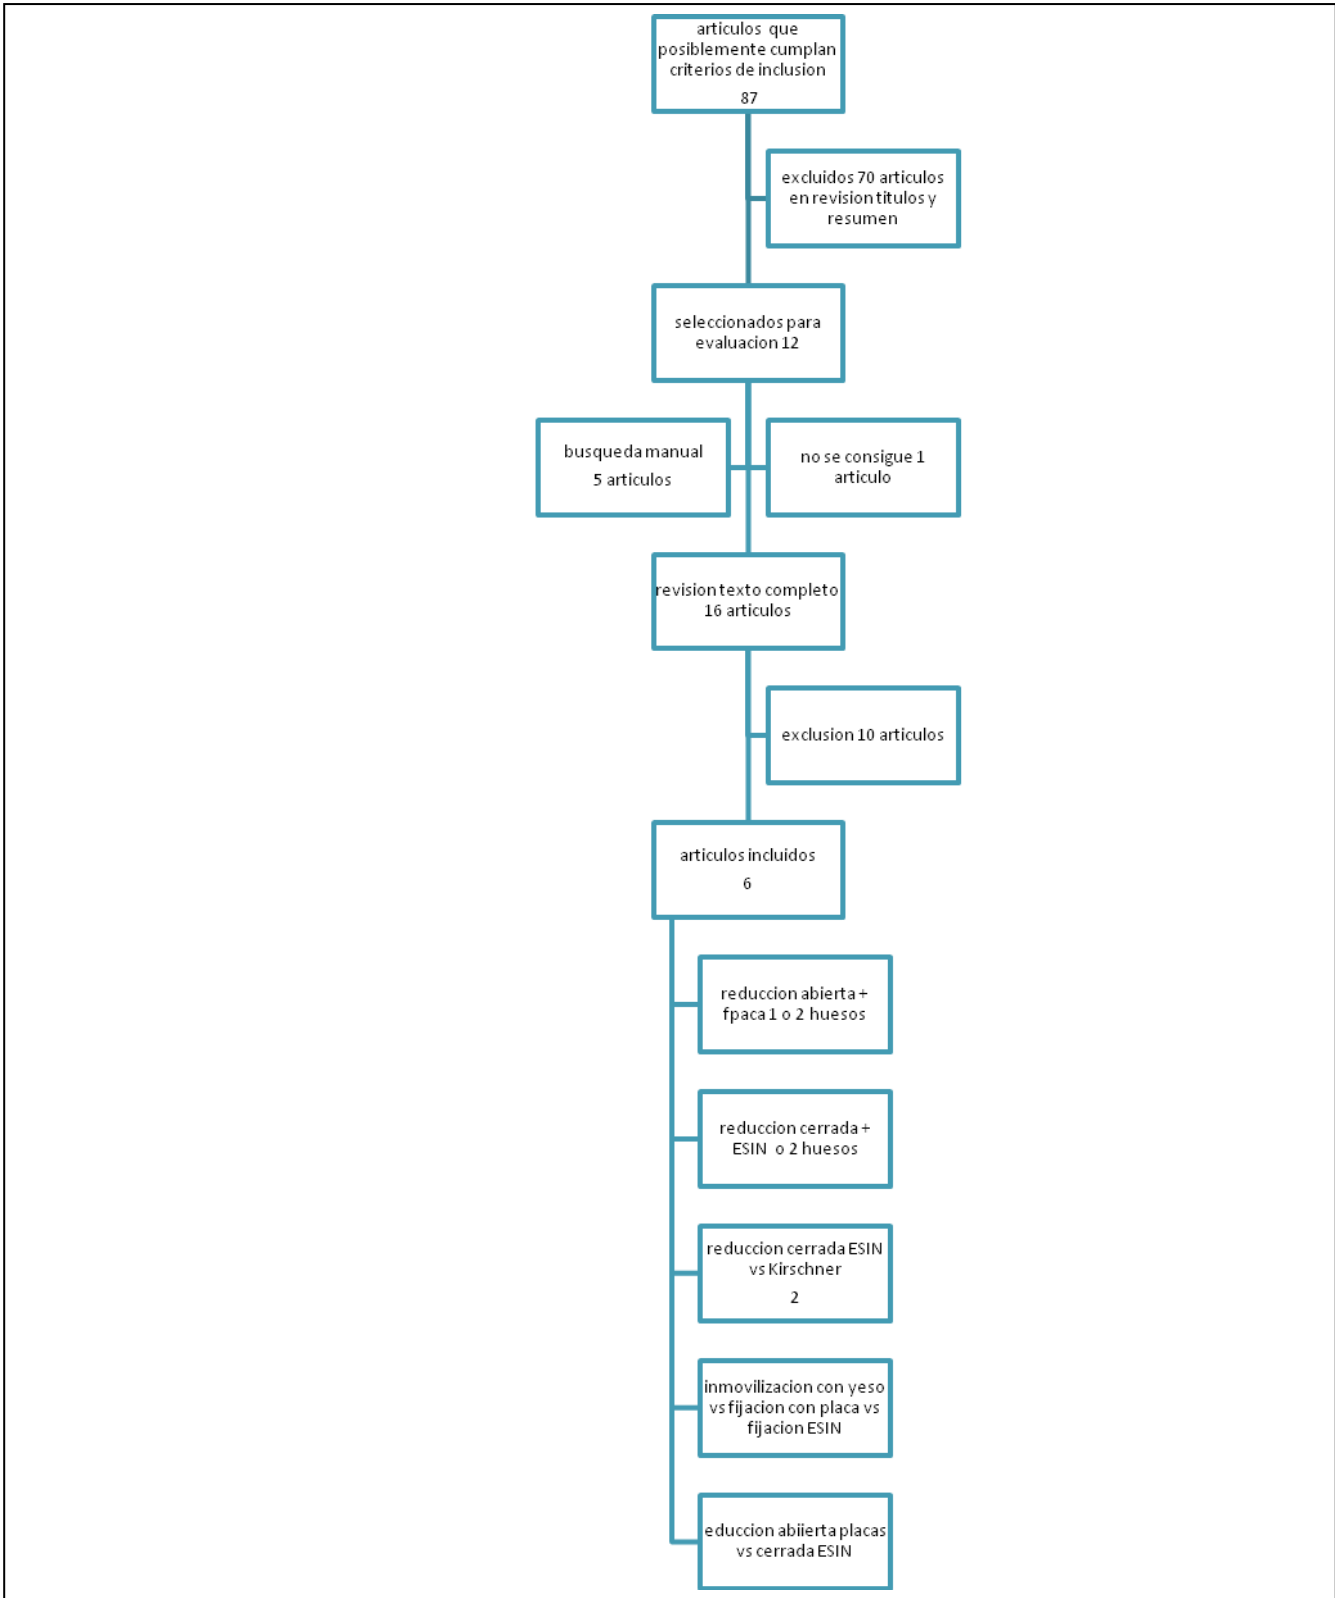 articulos que
posiblemente cumplan
criterios de inclusion
87
excluidos 70 articulos
en revision titulos y
resumen
seleccionados para
evaluacion 12
busqueda manual
5 articulos
no se consigue 1
articulo
revision texto completo
16 articulos
exclusion 10 articulos
articulos incluidos
6
reduccion abierta +
fpaca 1 o 2 huesos
reduccion cerrada +
ESIN o 2 huesos
reduccion cerrada ESIN
vs Kirschner
2
inmovilizacion con yeso
vs fijacion con placa vs
fijacion ESIN
educcion abiierta placas
vs cerrada ESIN